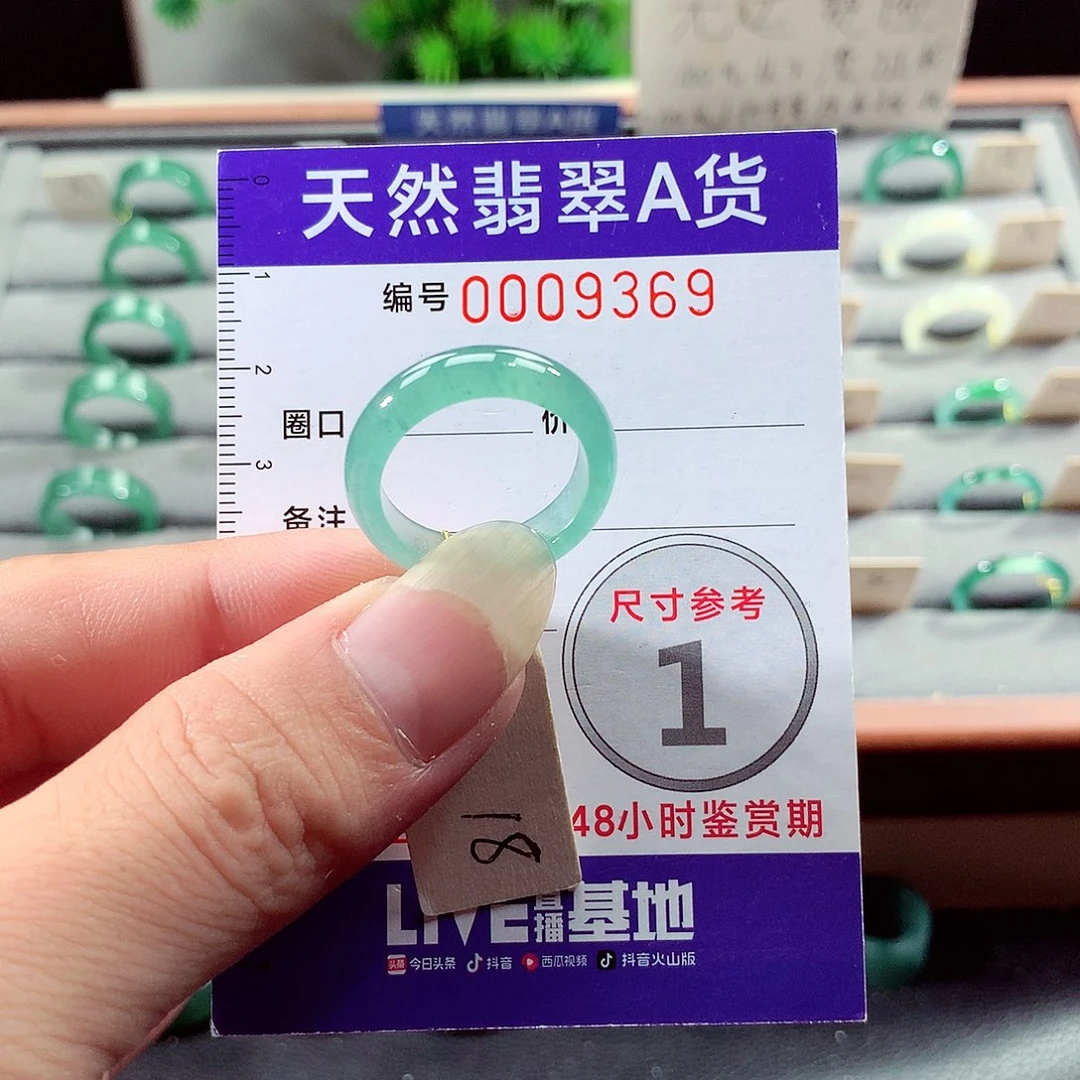 天然翡翠A货
0
编号 0009369
1
2
圈口 价
3
备注
尺寸参考
1
48小时鉴赏期
18
LIVE直播基地
头条 今日头条 抖音 西瓜视频 抖音火山版
天然翡翠A货